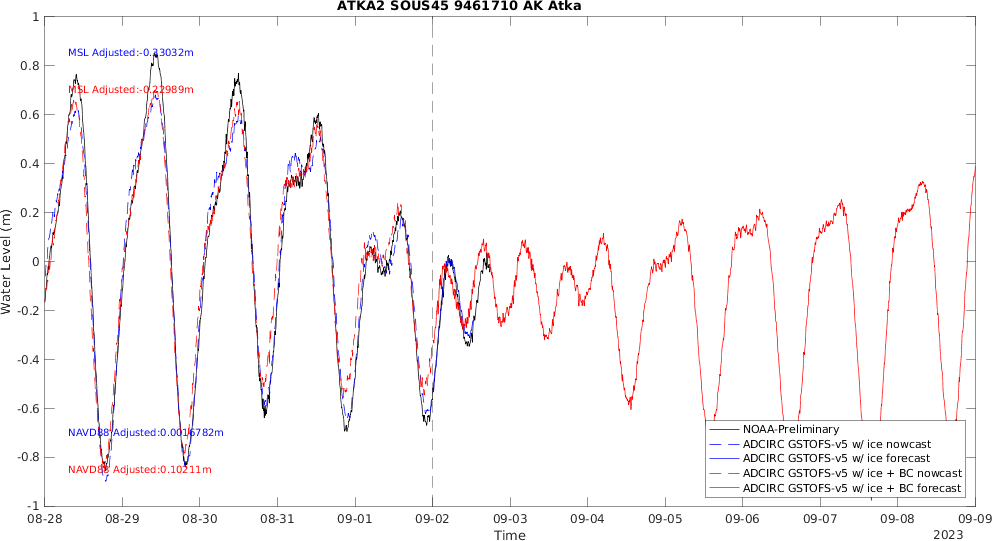 ATKA2 SOUS45 9461710 AK Atka
MSL Adjusted:-0.23032m
MSL Adjusted:-0.22989m
NAVD88 Adjusted:0.0016782m
NAVD88 Adjusted:0.10211m
Water Level (m)
1
0.8
0.6
0.4
0.2
0
-0.2
-0.4
-0.6
-0.8
-1
NOAA-Preliminary
ADCIRC GSTOFS-v5 w/ ice nowcast
ADCIRC GSTOFS-v5 w/ ice forecast
ADCIRC GSTOFS-v5 w/ ice + BC nowcast
ADCIRC GSTOFS-v5 w/ ice + BC forecast
08-28 08-29 08-30 08-31 09-01 09-02 09-03 09-04 09-05 09-06 09-07 09-08 09-09
Time
2023